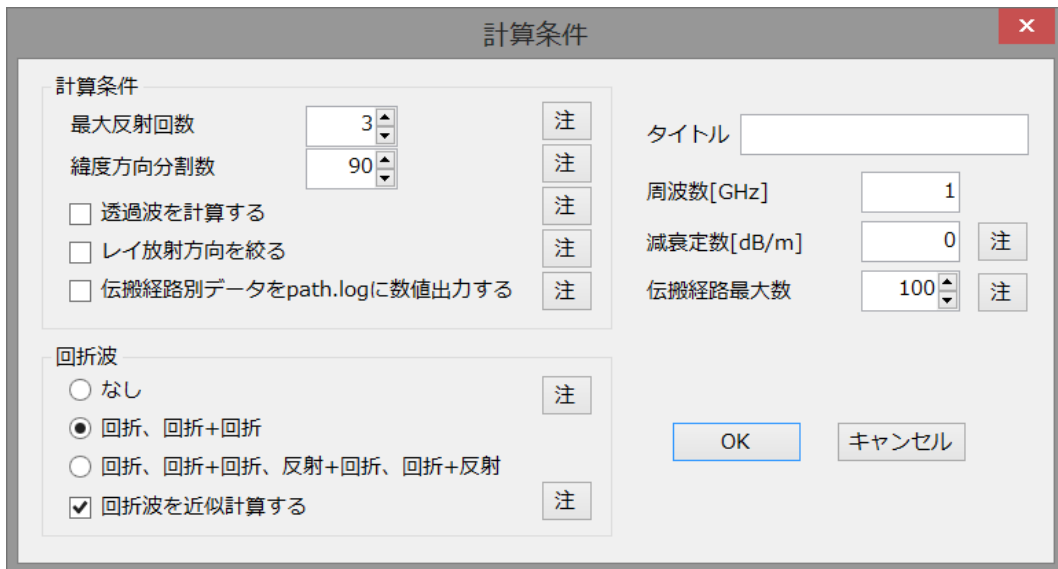 計算条件
×
計算条件
最大反射回数 3 注
緯度方向分割数 90 注
透過波を計算する 注
レイ放射方向を絞る 注
伝搬経路別データをpath.logに数値出力する 注
タイトル
周波数[GHz] 1
減衰定数[dB/m] 0 注
伝搬経路最大数 100 注
回折波
なし 注
回折、回折+回折
回折、回折+回折、反射+回折、回折+反射
回折波を近似計算する 注
OK キャンセル